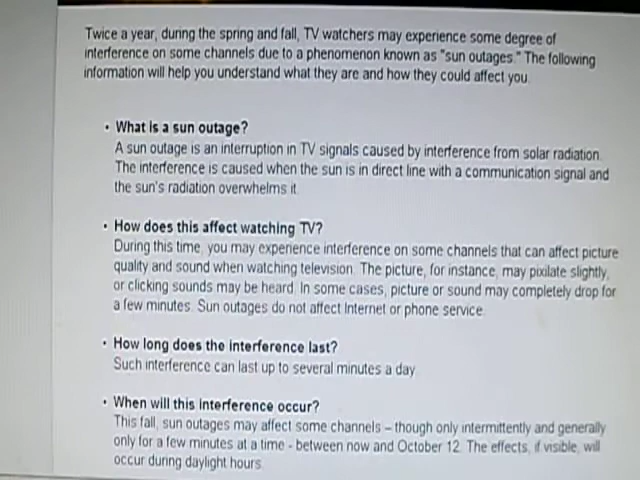 Twice a year, during the spring and fall, TV watchers may experience some degree of
interference on some channels due to a phenomenon known as "sun outages." The following
information will help you understand what they are and how they could affect you.
• What is a sun outage?
A sun outage is an interruption in TV signals caused by interference from solar radiation.
The interference is caused when the sun is in direct line with a communication signal and
the sun's radiation overwhelms it.
• How does this affect watching TV?
During this time, you may experience interference on some channels that can affect picture
quality and sound when watching television. The picture, for instance, may pixilate slightly,
or clicking sounds may be heard. In some cases, picture or sound may completely drop for
a few minutes. Sun outages do not affect Internet or phone service.
• How long does the interference last?
Such interference can last up to several minutes a day.
• When will this interference occur?
This fall, sun outages may affect some channels – though only intermittently and generally
only for a few minutes at a time - between now and October 12. The effects, if visible, will
occur during daylight hours.